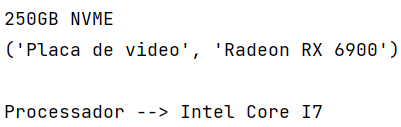 250GB NVME
('Placa de video', 'Radeon RX 6900')
Processador --> Intel Core I7